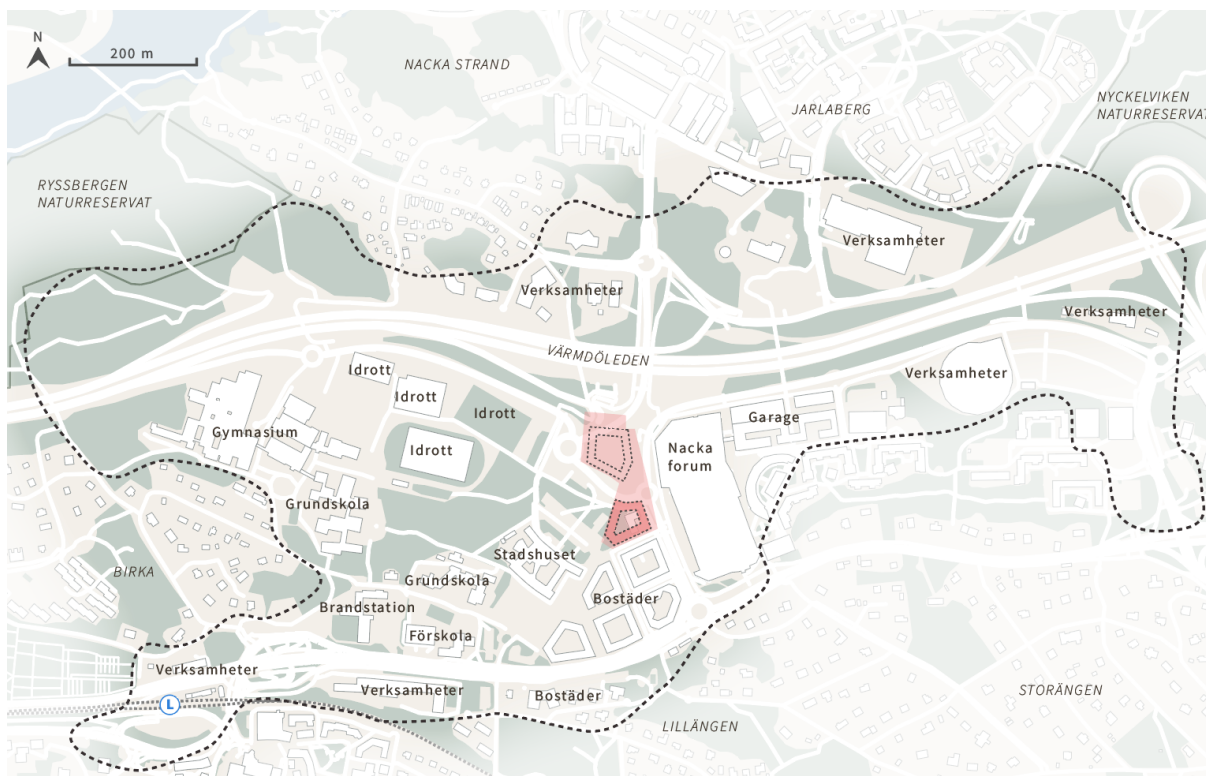 N
200 m
NACKA STRAND
JARLABERG
NYCKELVIKEN
NATURRESERVAT
RYSSBERGEN
NATURRESERVAT
Verksamheter
Verksamheter
Verksamheter
VÄRMDÖLEDEN
Idrott
Verksamheter
Idrott
Idrott
Garage
Gymnasium
Idrott
Nacka
forum
Grundskola
Stadshuset
BIRKA
Grundskola
Bostäder
Brandstation
Förskola
Verksamheter
Verksamheter
Bostäder
STORÄNGEN
L
LILLÄNGEN